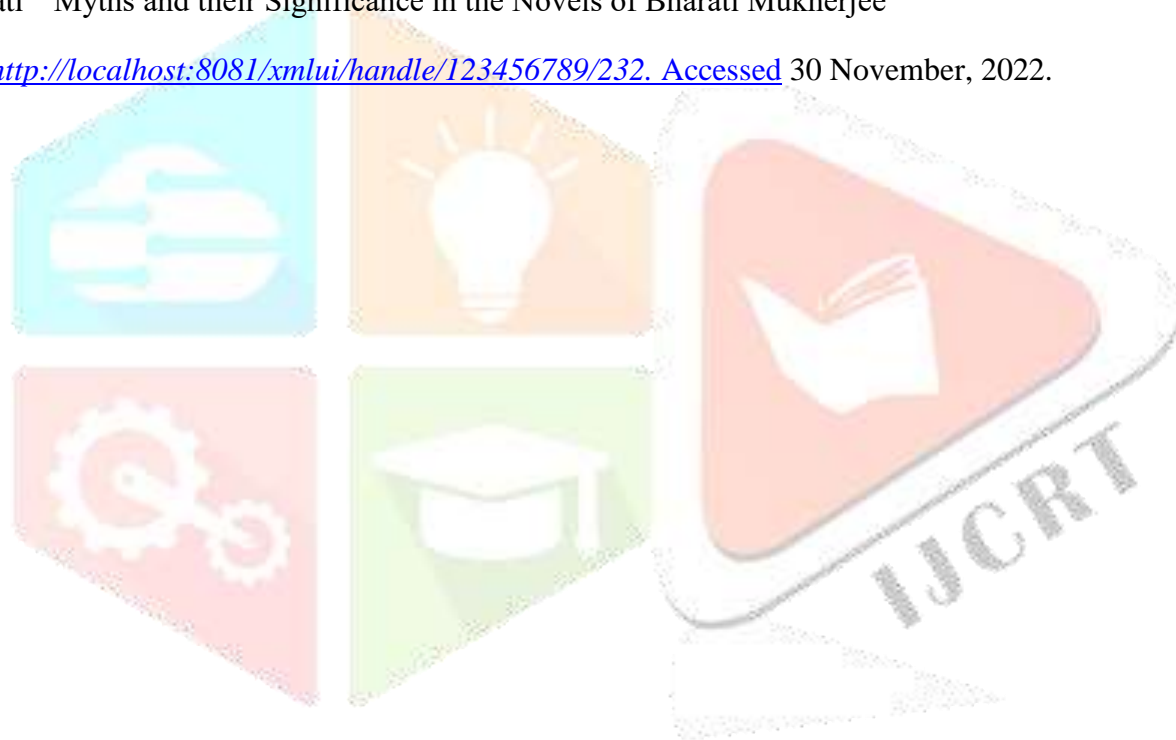 ati Myths and their Significance in the Novels of Bharati Mukherjee
http://localhost:8081/xmlui/handle/123456789/232. Accessed 30 November, 2022.
IJCRT